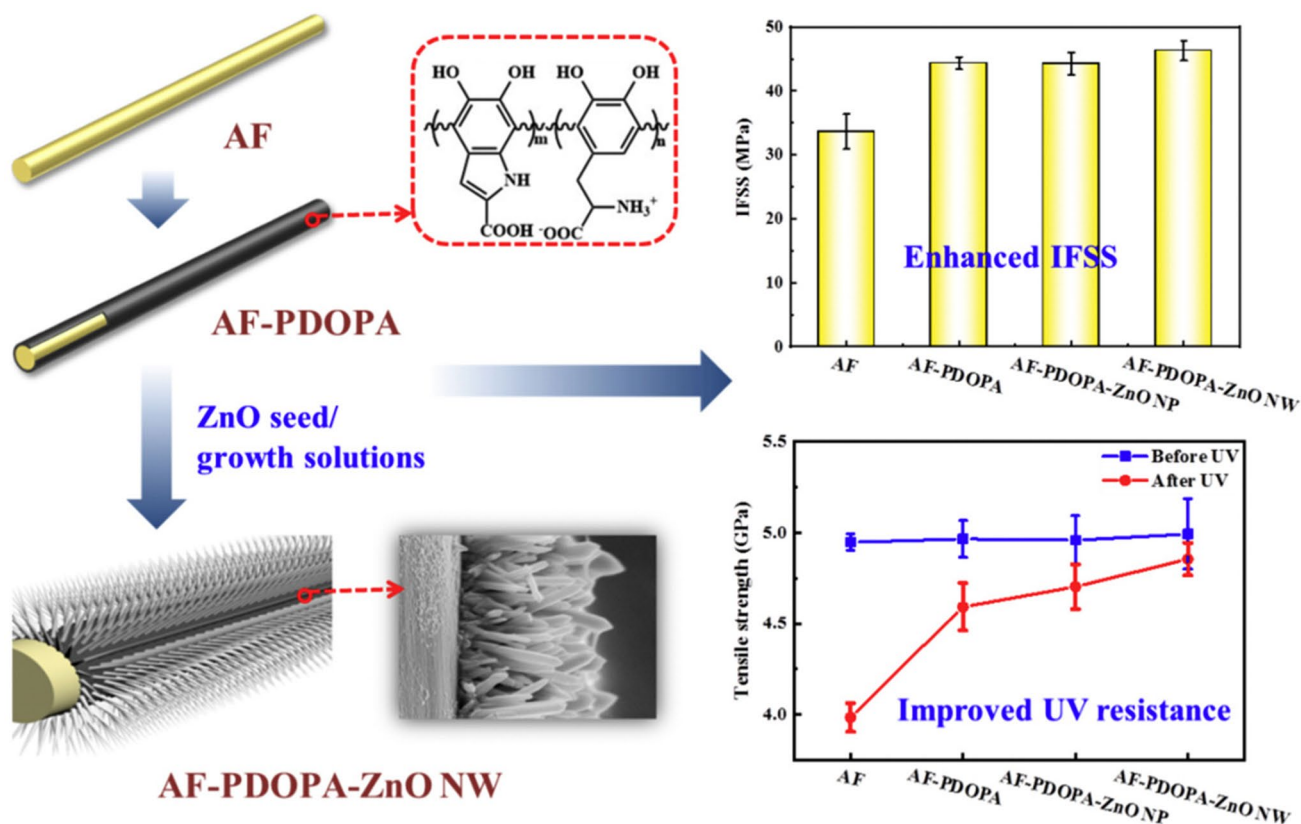 AF
AF-PDOPA
ZnO seed/
growth solutions
AF-PDOPA-ZnO NW
HO
OH
HO
OH
m
n
NH
COOH
NH₃⁺
⁻OOC
50
40
30
20
10
0
IFSS (MPa)
Enhanced IFSS
AF
AF-PDOPA
AF-PDOPA-ZnO NP
AF-PDOPA-ZnO NW
5.5
5.0
4.5
4.0
Tensile strength (GPa)
Before UV
After UV
Improved UV resistance
AF
AF-PDOPA
AF-PDOPA-ZnO NP
AF-PDOPA-ZnO NW